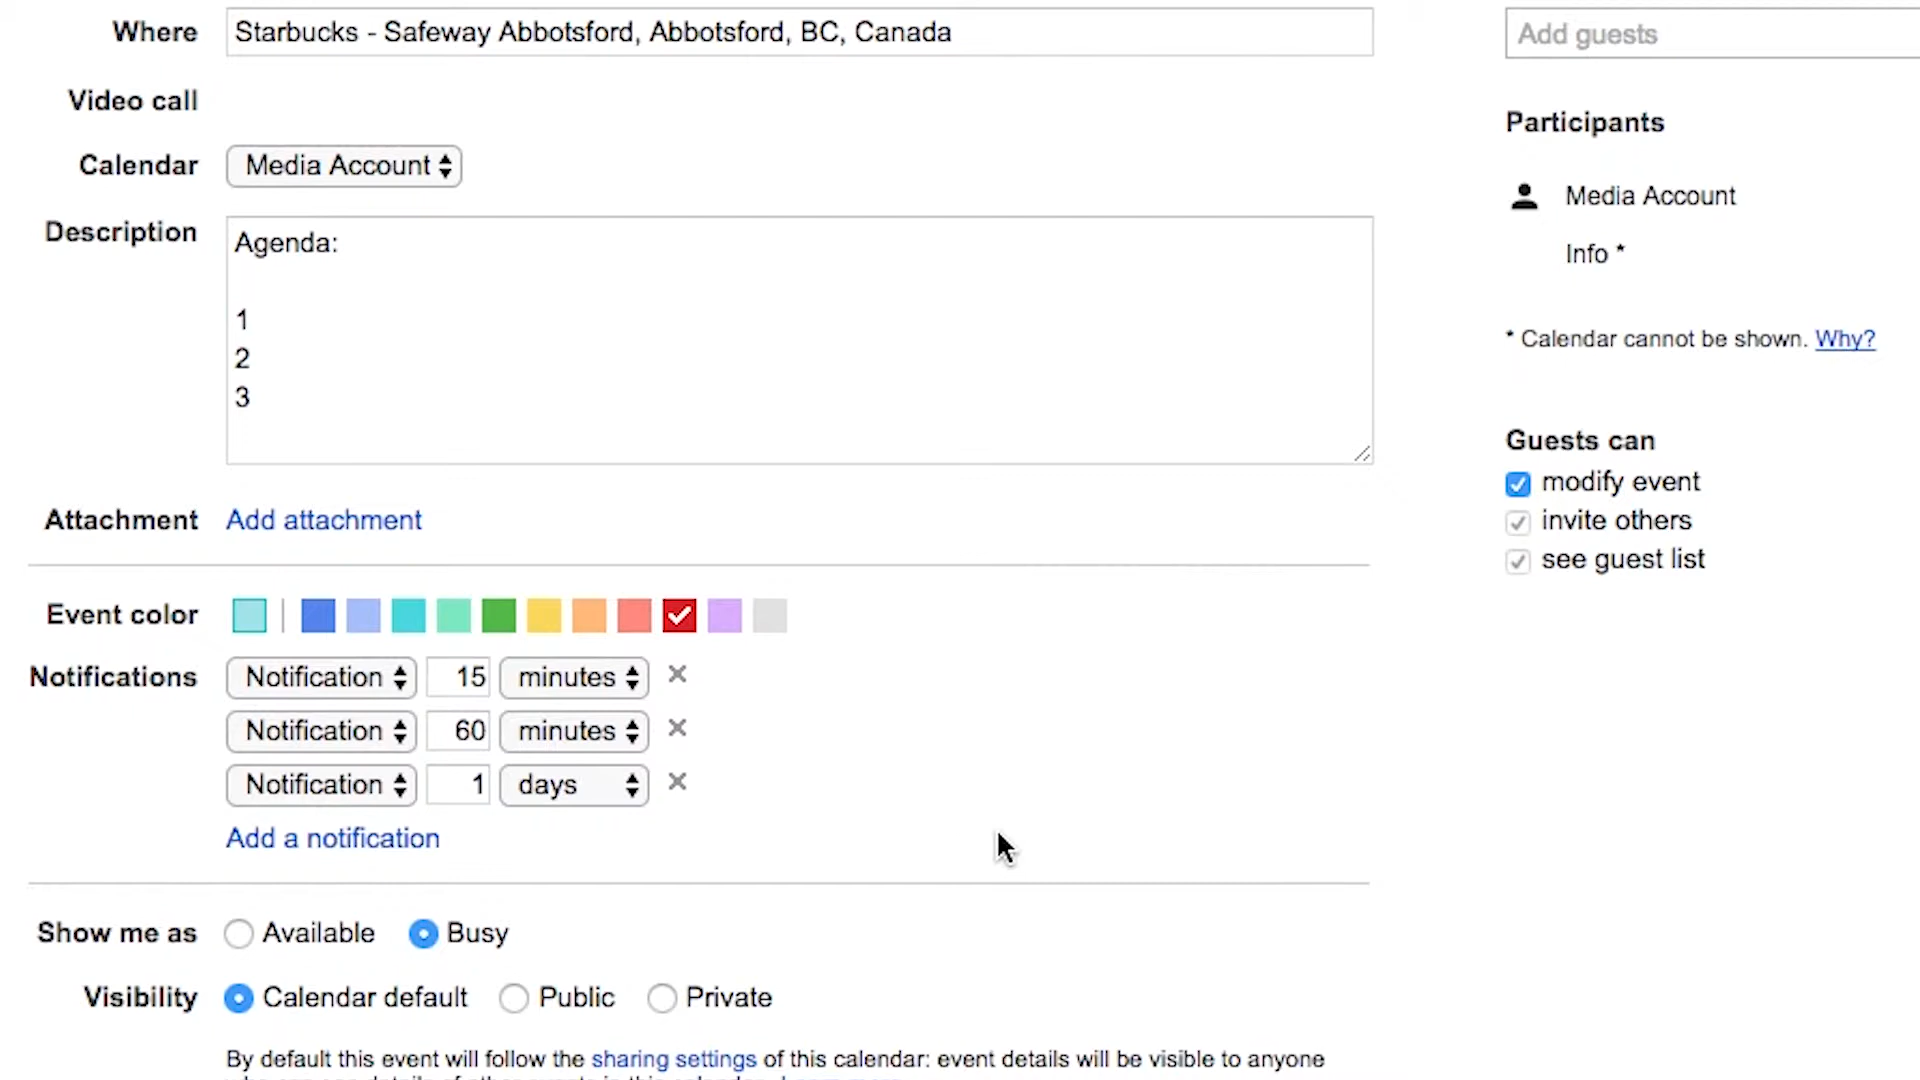 Where Starbucks - Safeway Abbotsford, Abbotsford, BC, Canada
Video call
Calendar Media Account
Description Agenda:
1
2
3
Attachment Add attachment
Event color
Notifications Notification 15 minutes
Notification 60 minutes
Notification 1 days
Add a notification
Show me as Available Busy
Visibility Calendar default Public Private
By default this event will follow the sharing settings of this calendar: event details will be visible to anyone
Add guests
Participants
Media Account
Info *
* Calendar cannot be shown. Why?
Guests can
modify event
invite others
see guest list